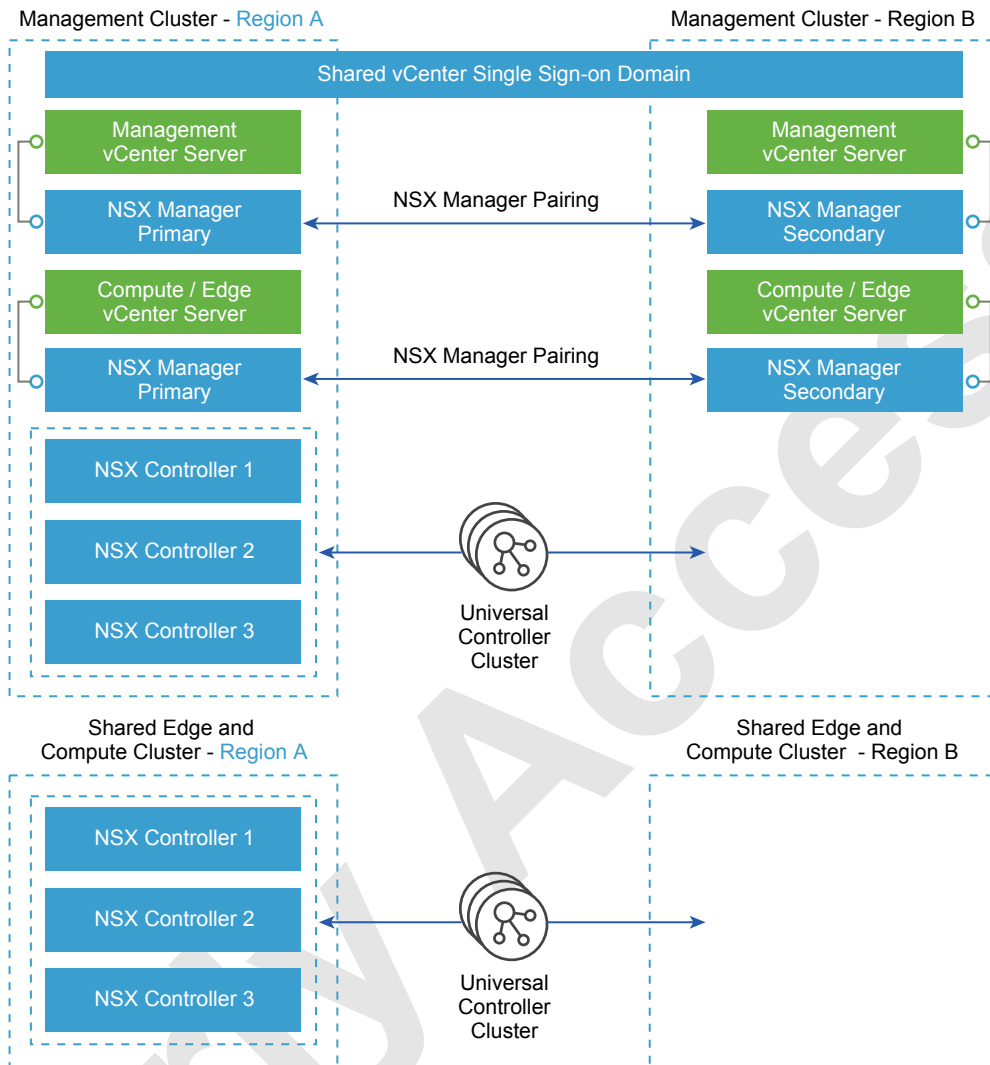 Management Cluster - Region A
Management Cluster - Region B
Shared vCenter Single Sign-on Domain
Management
vCenter Server
Management
vCenter Server
NSX Manager
Primary
NSX Manager Pairing
NSX Manager
Secondary
Compute / Edge
vCenter Server
Compute / Edge
vCenter Server
NSX Manager
Primary
NSX Manager Pairing
NSX Manager
Secondary
NSX Controller 1
NSX Controller 2
NSX Controller 3
Universal
Controller
Cluster
Shared Edge and
Compute Cluster - Region A
Shared Edge and
Compute Cluster - Region B
NSX Controller 1
NSX Controller 2
NSX Controller 3
Universal
Controller
Cluster